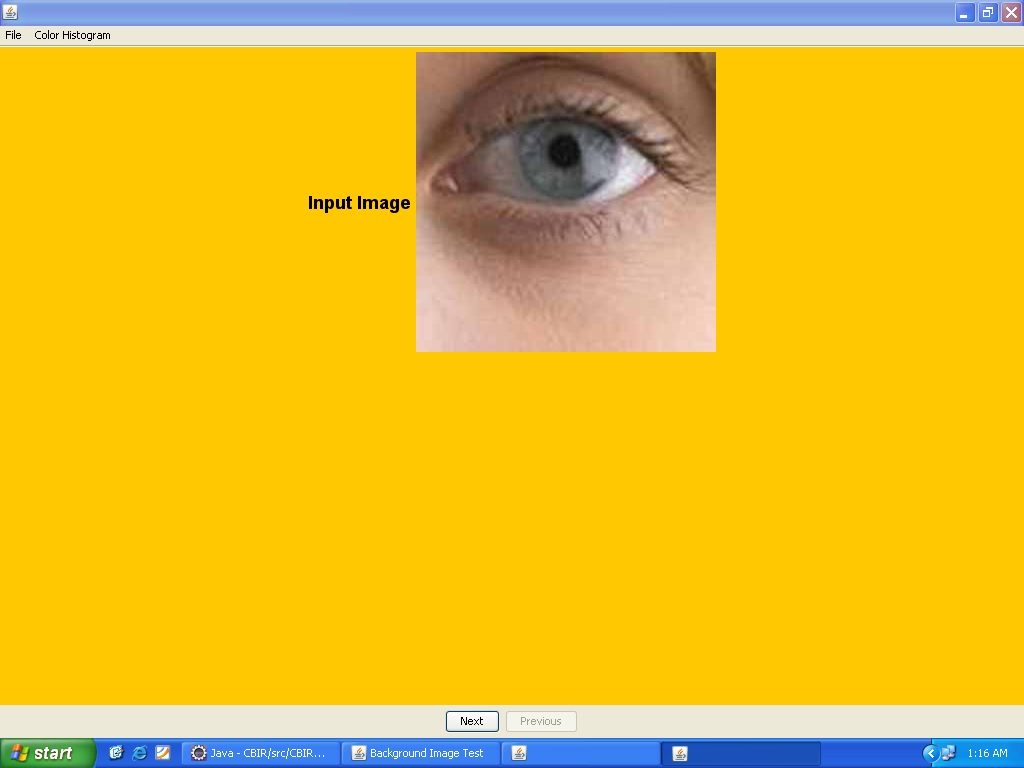 File Color Histogram
Input Image
Next Previous
start Java - CBIR/src/CBIR... Background Image Test 1:16 AM